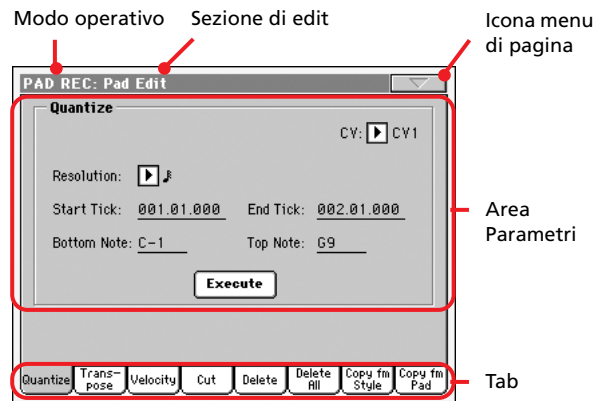 Modo operativo
Sezione di edit
Icona menu
di pagina
PAD REC: Pad Edit
Quantize
CV: CV1
Resolution:
Start Tick: 001.01.000 End Tick: 002.01.000
Bottom Note: C-1 Top Note: G9
Execute
Area
Parametri
Quantize
Trans-
pose
Velocity
Cut
Delete
Delete
All
Copy fm
Style
Copy fm
Pad
Tab